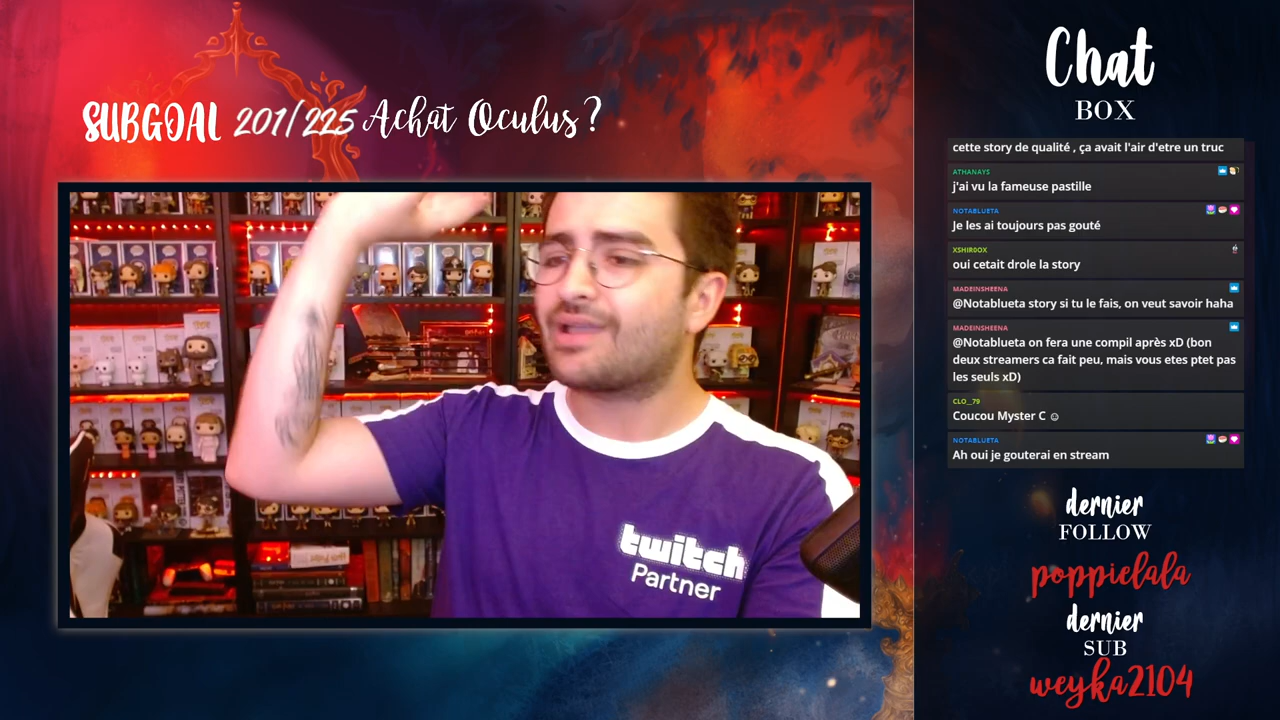 SUBGOAL 201/225 Achat Oculus?
twitch
Partner
Chat
BOX
cette story de qualité , ça avait l'air d'etre un truc
ATHANAYS
j'ai vu la fameuse pastille
NOTABLUETA
Je les ai toujours pas gouté
XSHIR0OX
oui cetait drole la story
MADEINSHEENA
@Notablueta story si tu le fais, on veut savoir haha
MADEINSHEENA
@Notablueta on fera une compil après xD (bon
deux streamers ca fait peu, mais vous etes ptet pas
les seuls xD)
CLO__79
Coucou Myster C ☺
NOTABLUETA
Ah oui je gouterai en stream
dernier
FOLLOW
poppielala
dernier
SUB
weyka2104